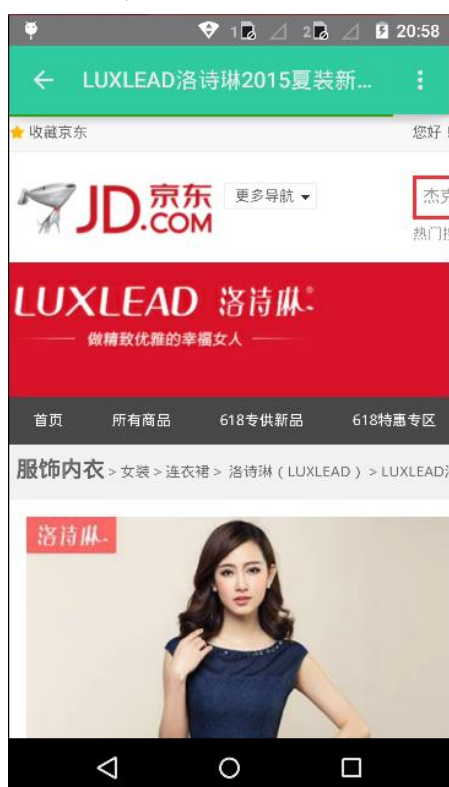 1 2 20:58
LUXLEAD洛诗琳2015夏装新...
收藏京东 您好！
JD.COM 京东 更多导航 杰克
热门搜
LUXLEAD 洛诗琳®
做精致优雅的幸福女人
首页 所有商品 618专供新品 618特惠专区
服饰内衣 > 女装 > 连衣裙 > 洛诗琳（LUXLEAD） > LUXLEAD洛
洛诗琳